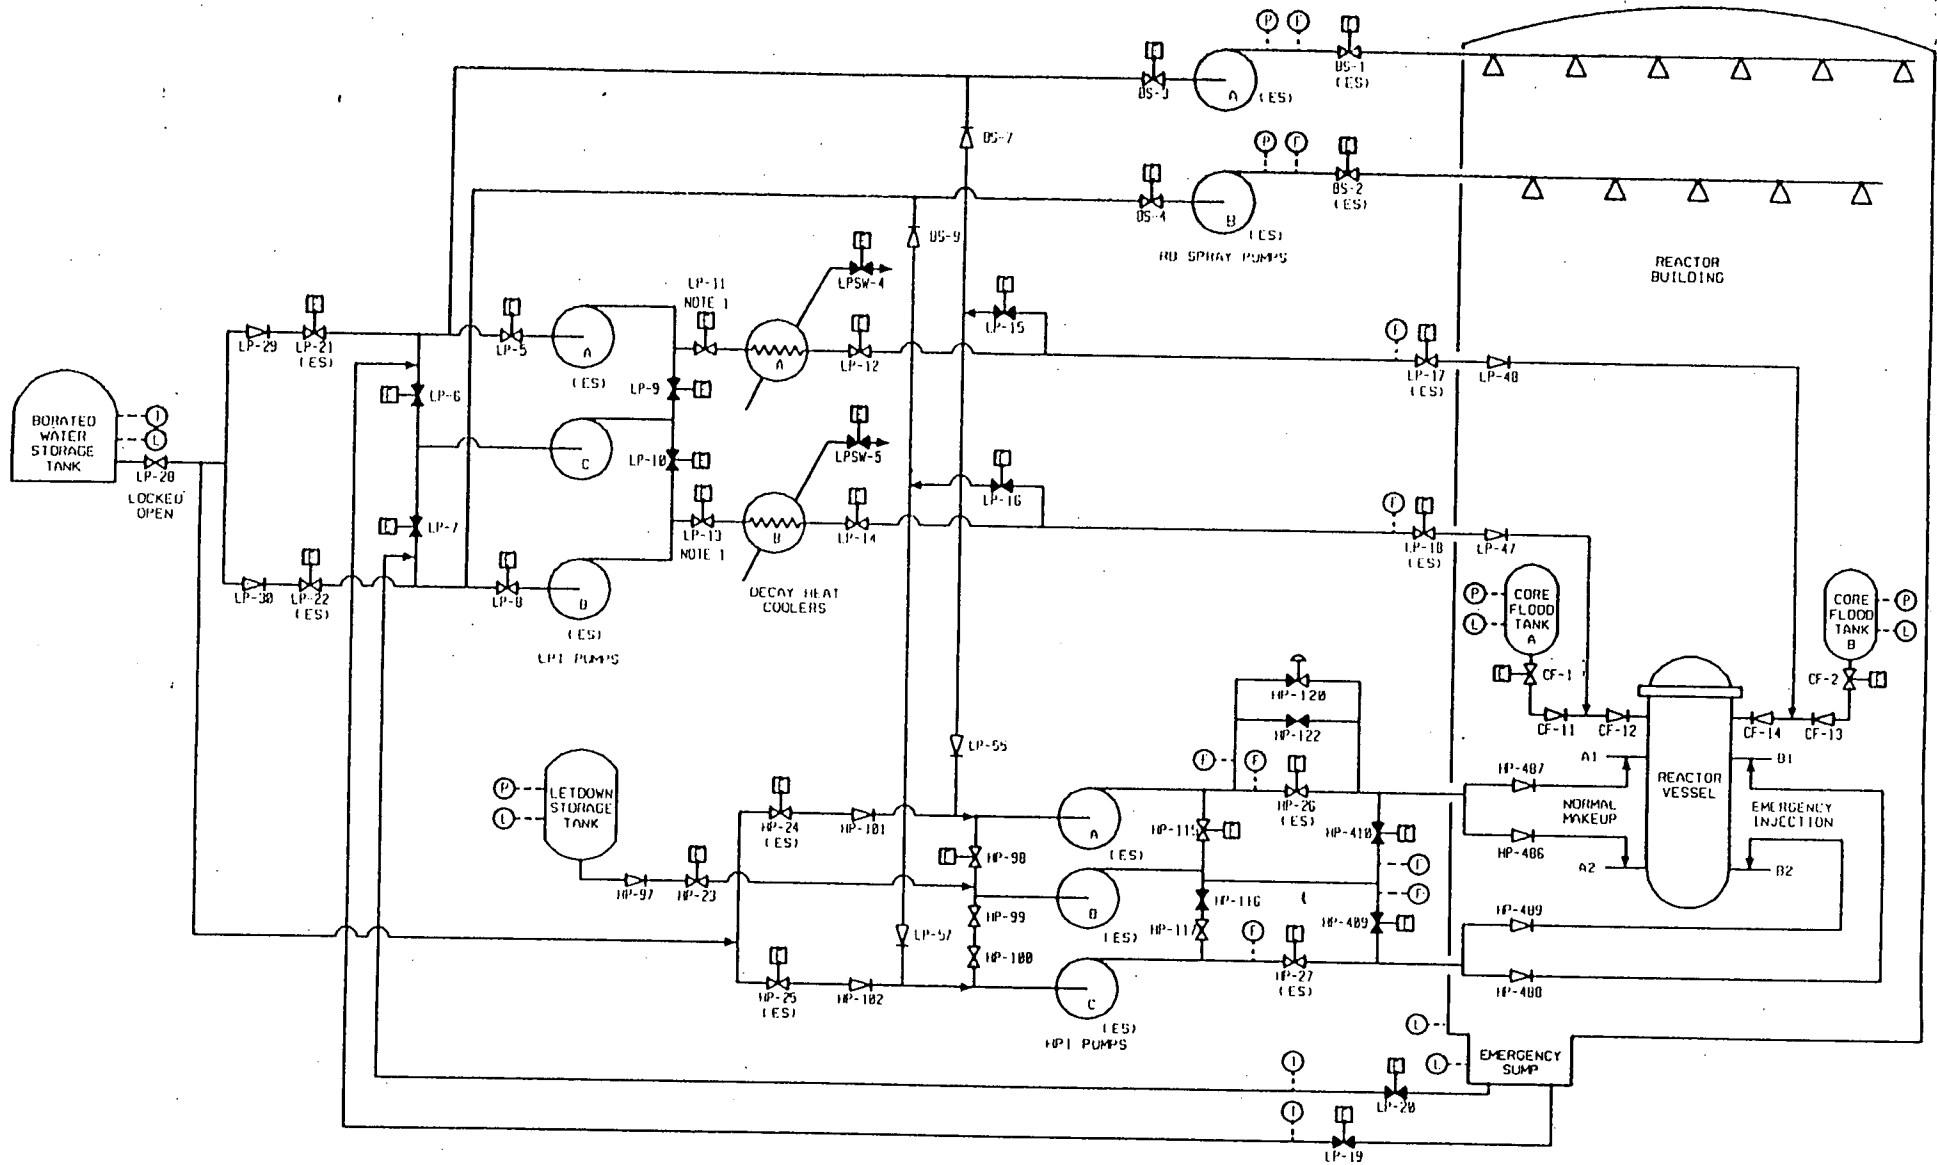 BS-1
(ES)
BS-3
A
(ES)
BS-7
BS-2
(ES)
BS-4
B
(ES)
BS-9
RB SPRAY PUMPS
REACTOR
BUILDING
LPSW-4
LP-11
NOTE 1
LP-15
LP-29
LP-21
(ES)
LP-5
A
(ES)
A
LP-12
LP-17
(ES)
LP-48
LP-6
LP-9
BORATED
WATER
STORAGE
TANK
LP-28
LOCKED
OPEN
C
LP-10
LPSW-5
LP-16
LP-7
LP-13
NOTE 1
B
LP-14
LP-18
(ES)
LP-47
LP-30
LP-22
(ES)
LP-8
B
(ES)
LPI PUMPS
DECAY HEAT
COOLERS
CORE
FLOOD
TANK
A
CORE
FLOOD
TANK
B
CF-1
CF-2
CF-11
CF-12
CF-14
CF-13
HP-120
HP-122
LP-55
LETDOWN
STORAGE
TANK
HP-24
(ES)
HP-101
HP-26
(ES)
A
(ES)
HP-115
HP-410
HP-487
NORMAL
MAKEUP
HP-486
A1
A2
REACTOR
VESSEL
B1
B2
EMERGENCY
INJECTION
HP-97
HP-23
HP-98
HP-99
HP-100
B
(ES)
HP-116
HP-117
HP-409
HP-489
HP-488
LP-57
HP-25
(ES)
HP-102
C
(ES)
HPI PUMPS
HP-27
(ES)
EMERGENCY
SUMP
LP-20
LP-19